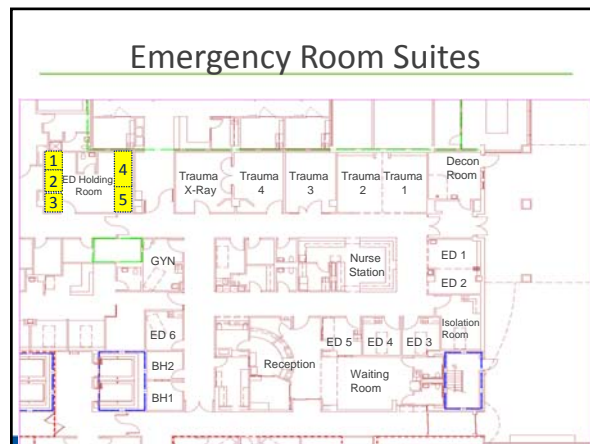 Emergency Room Suites
1
2
3
ED Holding
Room
4
5
Trauma
X-Ray
Trauma
4
Trauma
3
Trauma
2
Trauma
1
Decon
Room
GYN
Nurse
Station
ED 1
ED 2
ED 6
ED 5
ED 4
ED 3
Isolation
Room
BH2
BH1
Reception
Waiting
Room